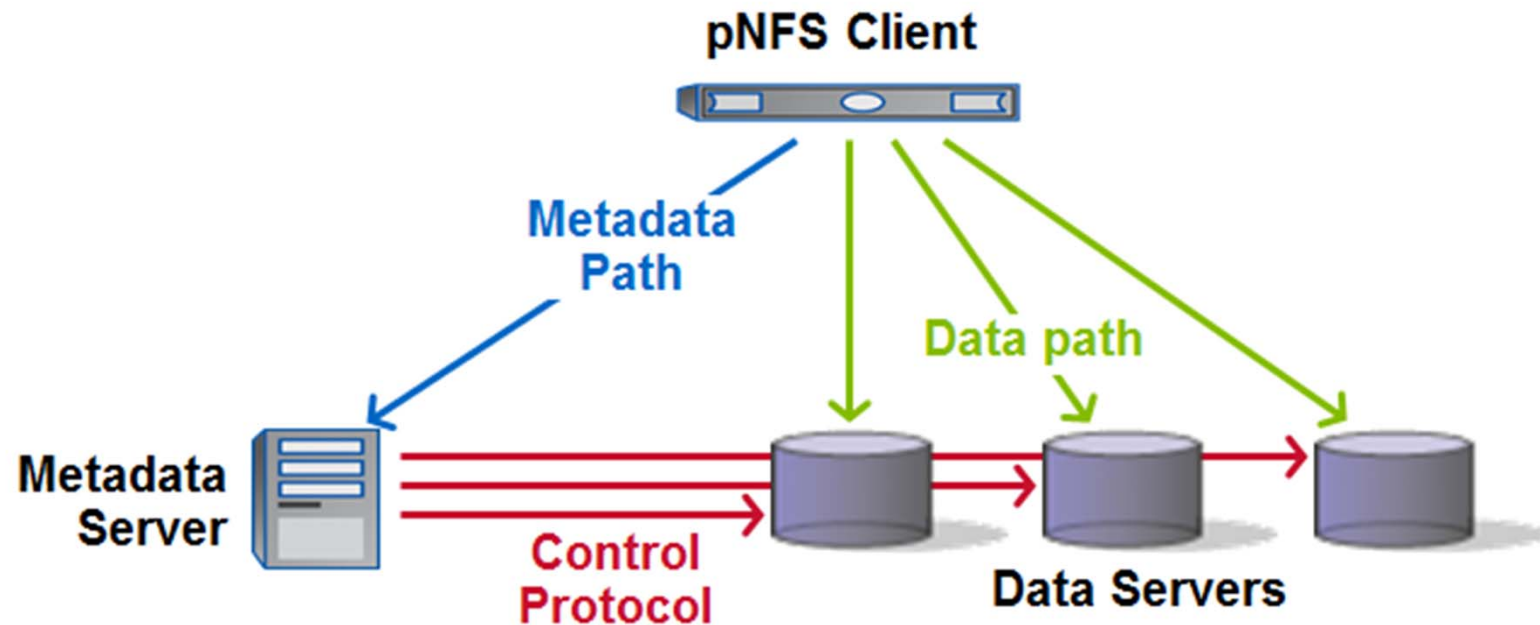 pNFS Client
Metadata
Path
Data path
Metadata
Server
Control
Protocol
Data Servers